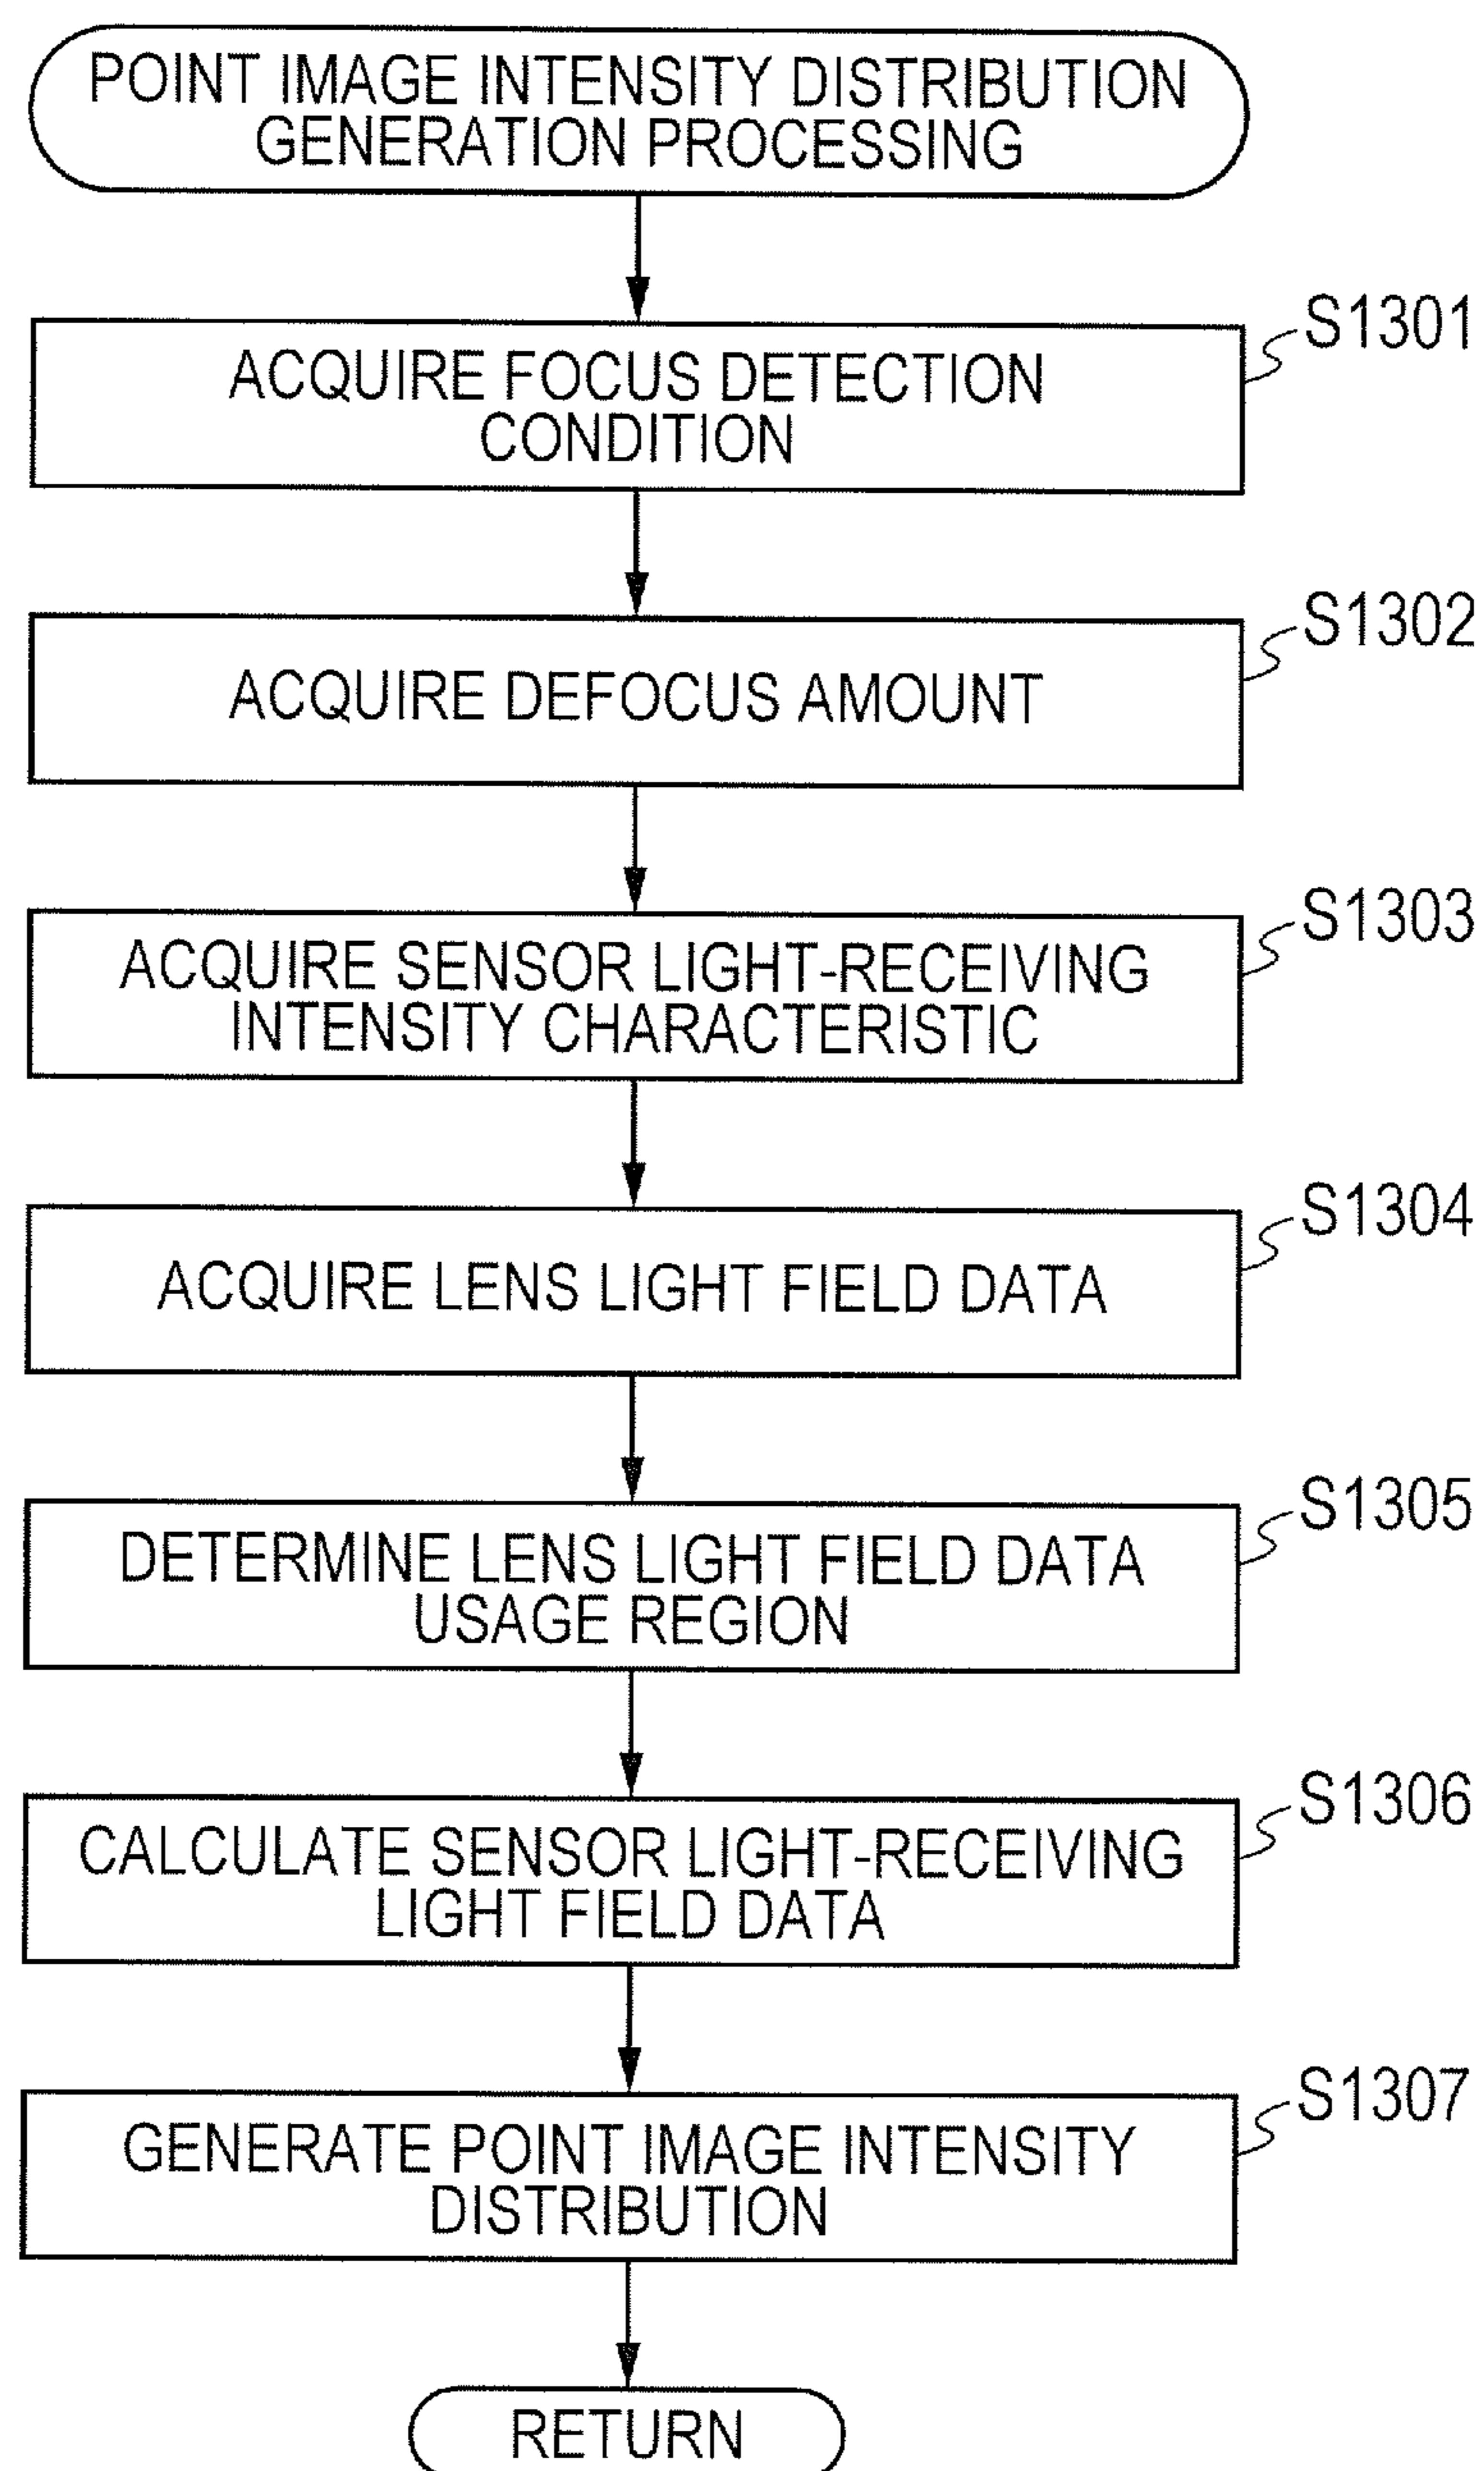 POINT IMAGE INTENSITY DISTRIBUTION
GENERATION PROCESSING
S1301
ACQUIRE FOCUS DETECTION
CONDITION
S1302
ACQUIRE DEFOCUS AMOUNT
S1303
ACQUIRE SENSOR LIGHT-RECEIVING
INTENSITY CHARACTERISTIC
S1304
ACQUIRE LENS LIGHT FIELD DATA
S1305
DETERMINE LENS LIGHT FIELD DATA
USAGE REGION
S1306
CALCULATE SENSOR LIGHT-RECEIVING
LIGHT FIELD DATA
S1307
GENERATE POINT IMAGE INTENSITY
DISTRIBUTION
RETURN